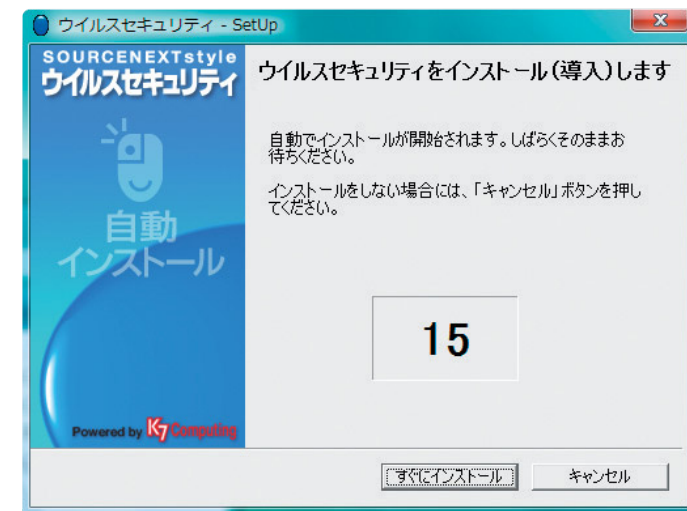 ウイルスセキュリティ - SetUp
SOURCENEXTstyle
ウイルスセキュリティ
自動
インストール
Powered by K7 Computing
ウイルスセキュリティをインストール(導入)します
自動でインストールが開始されます。しばらくそのままお
待ちください。
インストールをしない場合には、「キャンセル」ボタンを押し
てください。
15
すぐにインストール
キャンセル